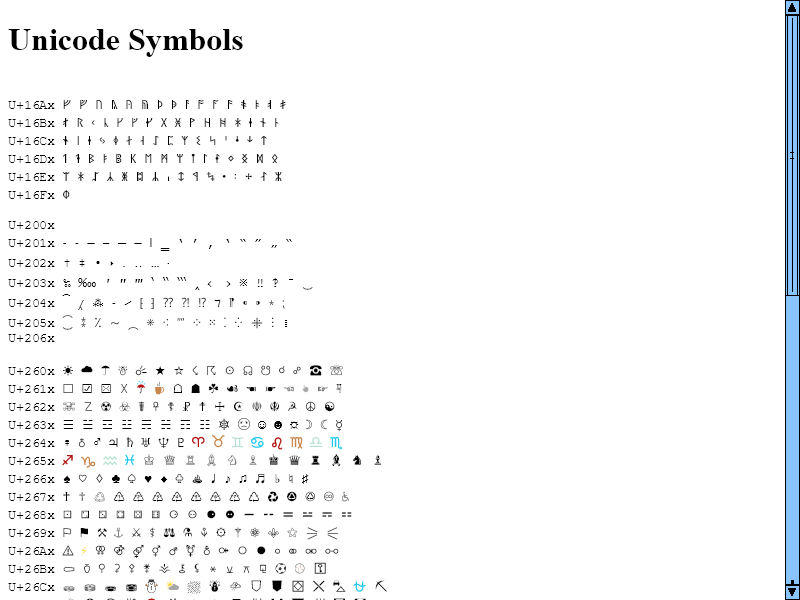 Unicode Symbols
U+16Ax ᚠ ᚡ ᚢ ᚣ ᚤ ᚥ ᚦ ᚧ ᚨ ᚩ ᚪ ᚫ ᚬ ᚭ ᚮ ᚯ
U+16Bx ᚰ ᚱ ᚲ ᚳ ᚴ ᚵ ᚶ ᚷ ᚸ ᚹ ᚺ ᚻ ᚼ ᚽ ᚾ ᚿ
U+16Cx ᛀ ᛁ ᛂ ᛃ ᛄ ᛅ ᛆ ᛇ ᛈ ᛉ ᛊ ᛋ ᛌ ᛍ ᛎ ᛏ
U+16Dx ᛐ ᛑ ᛒ ᛓ ᛔ ᛕ ᛖ ᛗ ᛘ ᛙ ᛚ ᛛ ᛜ ᛝ ᛞ ᛟ
U+16Ex ᛠ ᛡ ᛢ ᛣ ᛤ ᛥ ᛦ ᛧ ᛨ ᛩ ᛪ ᛫ ᛬ ᛭ ᛮ ᛯ
U+16Fx ᛰ
U+200x
U+201x ‐ ‑ ‒ – — ― ‖ ‗ ‘ ’ ‚ ‛ “ ” „ ‟
U+202x † ‡ • ‣ ․ ‥ … ‧
U+203x ‰ ‱ ′ ″ ‴ ‵ ‶ ‷ ‸ ‹ › ※ ‼ ‽ ‾ ‿
U+204x ⁀ ⁁ ⁂ ⁃ ⁄ ⁅ ⁆ ⁇ ⁈ ⁉ ⁊ ⁋ ⁌ ⁍ ⁎ ⁏
U+205x ⁐ ⁑ ⁒ ⁓ ⁔ ⁕ ⁖ ⁗ ⁘ ⁙ ⁚ ⁛ ⁜ ⁝ ⁞
U+206x
U+260x ☀ ☁ ☂ ☃ ☄ ★ ☆ ☇ ☈ ☉ ☊ ☋ ☌ ☍ ☎ ☏
U+261x ☐ ☑ ☒ ☓ ☔ ☕ ☖ ☗ ☘ ☙ ☚ ☛ ☜ ☝ ☞ ☟
U+262x ☠ ☡ ☢ ☣ ☤ ☥ ☦ ☧ ☨ ☩ ☪ ☫ ☬ ☭ ☮ ☯
U+263x ☰ ☱ ☲ ☳ ☴ ☵ ☶ ☷ ☸ ☹ ☺ ☻ ☼ ☽ ☾ ☿
U+264x ♀ ♁ ♂ ♃ ♄ ♅ ♆ ♇ ♈ ♉ ♊ ♋ ♌ ♍ ♎ ♏
U+265x ♐ ♑ ♒ ♓ ♔ ♕ ♖ ♗ ♘ ♙ ♚ ♛ ♜ ♝ ♞ ♟
U+266x ♠ ♡ ♢ ♣ ♤ ♥ ♦ ♧ ♨ ♩ ♪ ♫ ♬ ♭ ♮ ♯
U+267x ♰ ♱ ♲ ♳ ♴ ♵ ♶ ♷ ♸ ♹ ♺ ♻ ♼ ♽ ♾ ♿
U+268x ⚀ ⚁ ⚂ ⚃ ⚄ ⚅ ⚆ ⚇ ⚈ ⚉ ⚊ ⚋ ⚌ ⚍ ⚎ ⚏
U+269x ⚐ ⚑ ⚒ ⚓ ⚔ ⚕ ⚖ ⚗ ⚘ ⚙ ⚚ ⚛ ⚜ ⚝ ⚞ ⚟
U+26Ax ⚠ ⚡ ⚢ ⚣ ⚤ ⚥ ⚦ ⚧ ⚨ ⚩ ⚪ ⚫ ⚬ ⚭ ⚮ ⚯
U+26Bx ⚰ ⚱ ⚲ ⚳ ⚴ ⚵ ⚶ ⚷ ⚸ ⚹ ⚺ ⚻ ⚼ ⚽ ⚾ ⚿
U+26Cx ⛀ ⛁ ⛂ ⛃ ⛄ ⛅ ⛆ ⛇ ⛈ ⛉ ⛊ ⛋ ⛌ ⛍ ⛎ ⛏